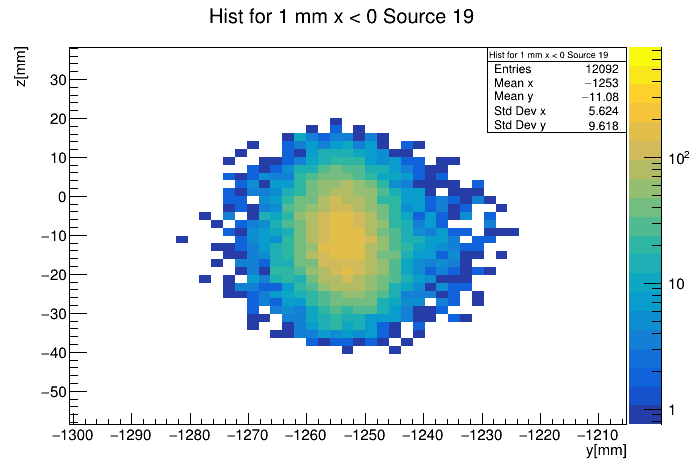 Hist for 1 mm x < 0 Source 19
z[mm]
Hist for 1 mm x < 0 Source 19
Entries 12092
Mean x −1253
Mean y −11.08
Std Dev x 5.624
Std Dev y 9.618
30
20
10
0
−10
−20
−30
−40
−50
10²
10
1
−1300 −1290 −1280 −1270 −1260 −1250 −1240 −1230 −1220 −1210
y[mm]